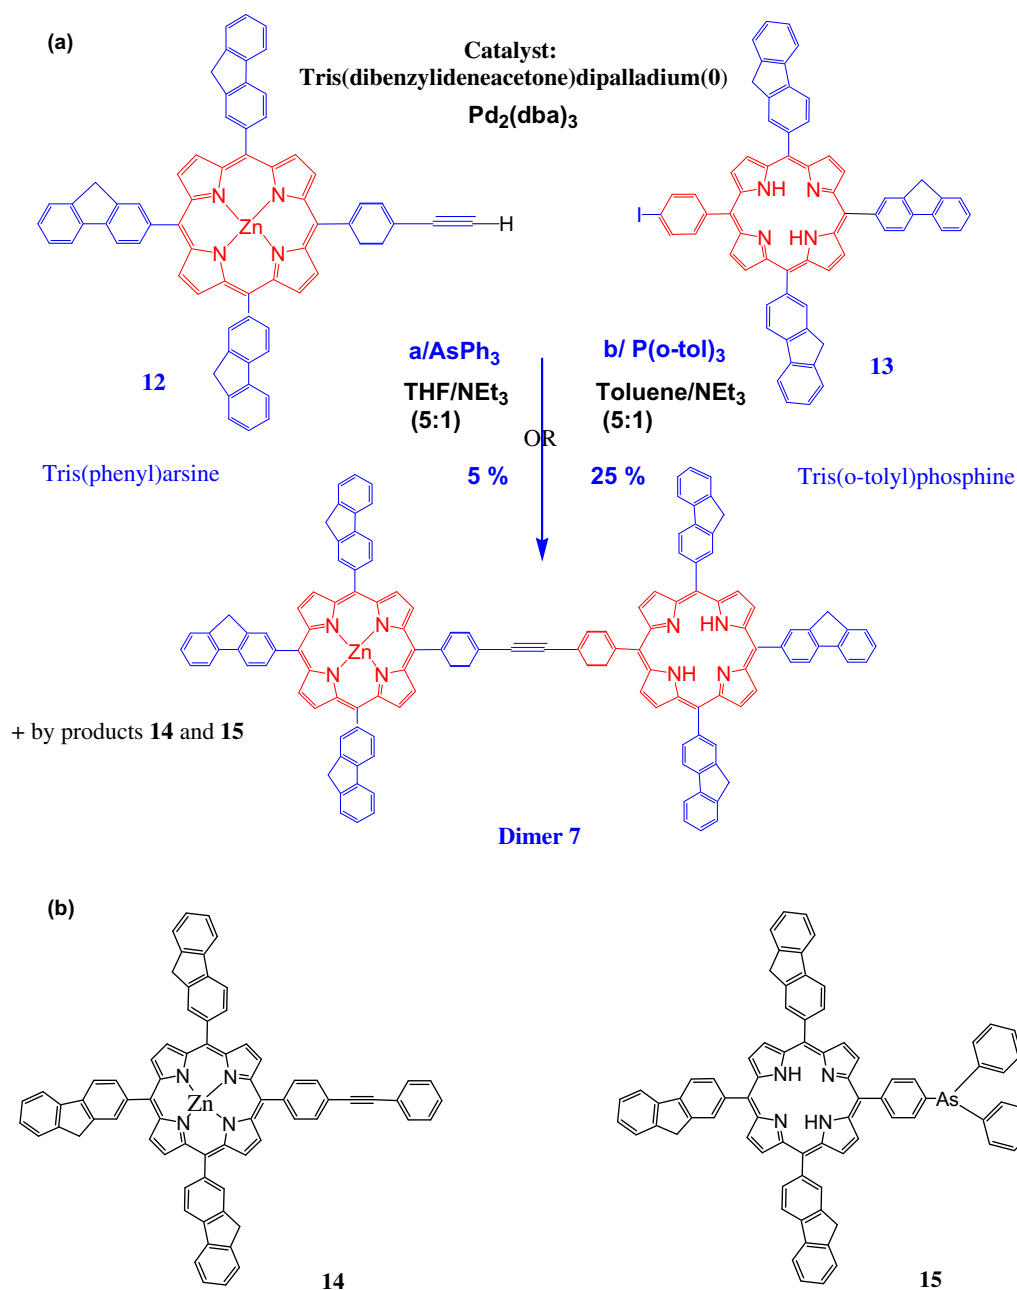 (a)
Catalyst:
Tris(dibenzylideneacetone)dipalladium(0)
Pd2(dba)3
N
N
N
N
Zn
H
I
NH
N
N
HN
12
13
a/AsPh3
b/ P(o-tol)3
THF/NEt3
(5:1)
Toluene/NEt3
(5:1)
OR
Tris(phenyl)arsine
5 %
25 %
Tris(o-tolyl)phosphine
N
N
N
N
Zn
N
HN
NH
N
+ by products 14 and 15
Dimer 7
(b)
N
N
N
N
Zn
NH
N
N
HN
As
14
15